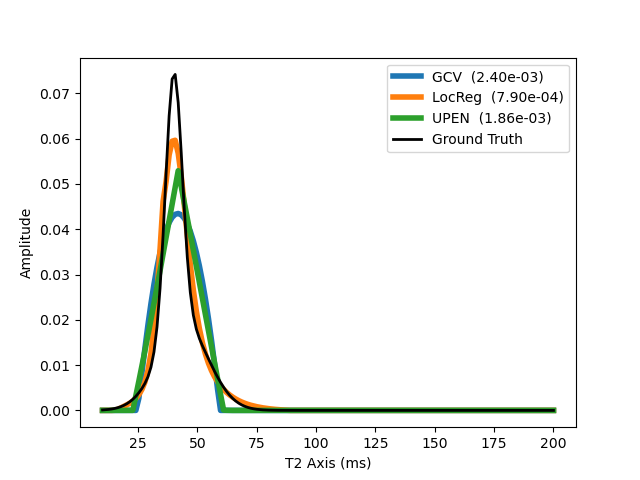 GCV (2.40e-03)
LocReg (7.90e-04)
UPEN (1.86e-03)
Ground Truth
Amplitude
0.07
0.06
0.05
0.04
0.03
0.02
0.01
0.00
25 50 75 100 125 150 175 200
T2 Axis (ms)